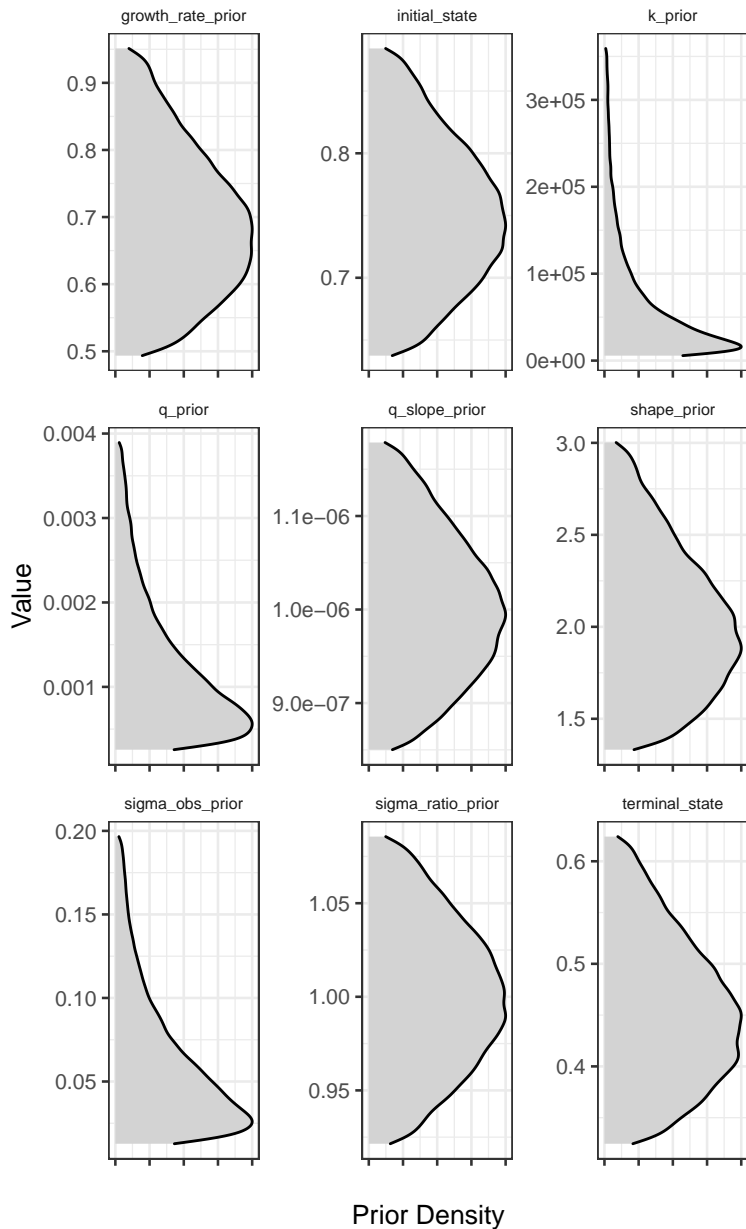 growth_rate_prior
initial_state
k_prior
0.9
0.8
0.7
0.6
0.5
0.8
0.7
3e+05
2e+05
1e+05
0e+00
q_prior
q_slope_prior
shape_prior
0.004
0.003
0.002
0.001
1.1e−06
1.0e−06
9.0e−07
3.0
2.5
2.0
1.5
sigma_obs_prior
sigma_ratio_prior
terminal_state
0.20
0.15
0.10
0.05
1.05
1.00
0.95
0.6
0.5
0.4
Value
Prior Density